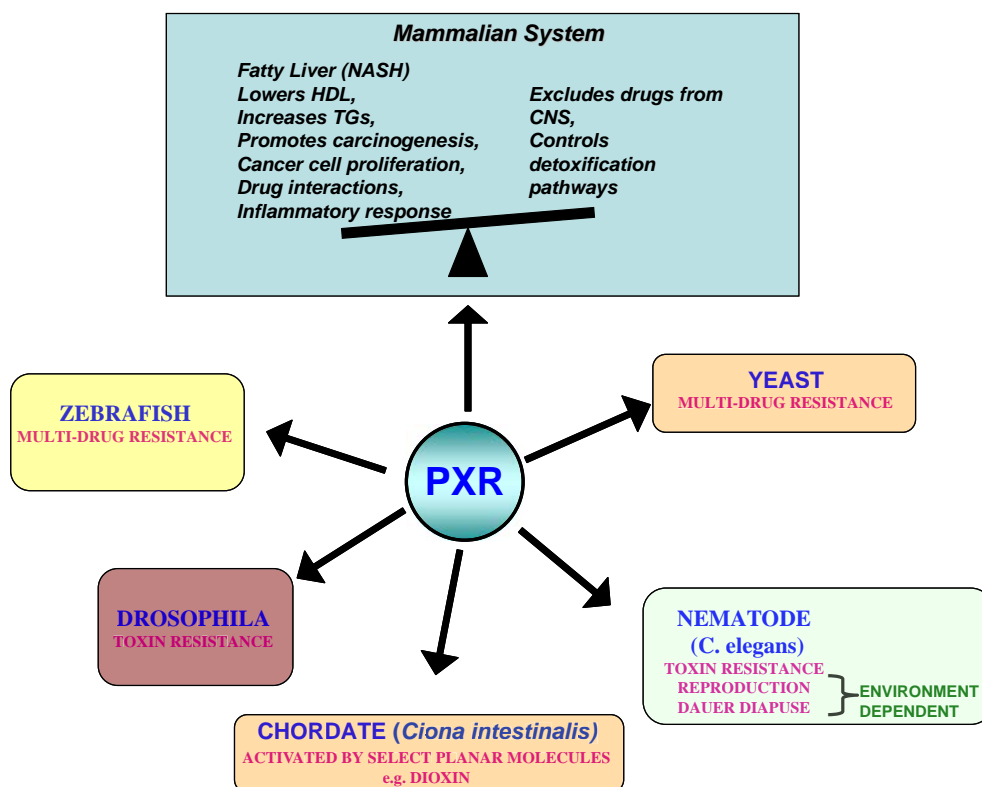 Mammalian System
Fatty Liver (NASH)
Lowers HDL,
Increases TGs,
Promotes carcinogenesis,
Cancer cell proliferation,
Drug interactions,
Inflammatory response
Excludes drugs from
CNS,
Controls
detoxification
pathways
ZEBRAFISH
MULTI-DRUG RESISTANCE
YEAST
MULTI-DRUG RESISTANCE
PXR
DROSOPHILA
TOXIN RESISTANCE
NEMATODE
(C. elegans)
TOXIN RESISTANCE
REPRODUCTION
DAUER DIAPUSE
ENVIRONMENT
DEPENDENT
CHORDATE (Ciona intestinalis)
ACTIVATED BY SELECT PLANAR MOLECULES
e.g. DIOXIN